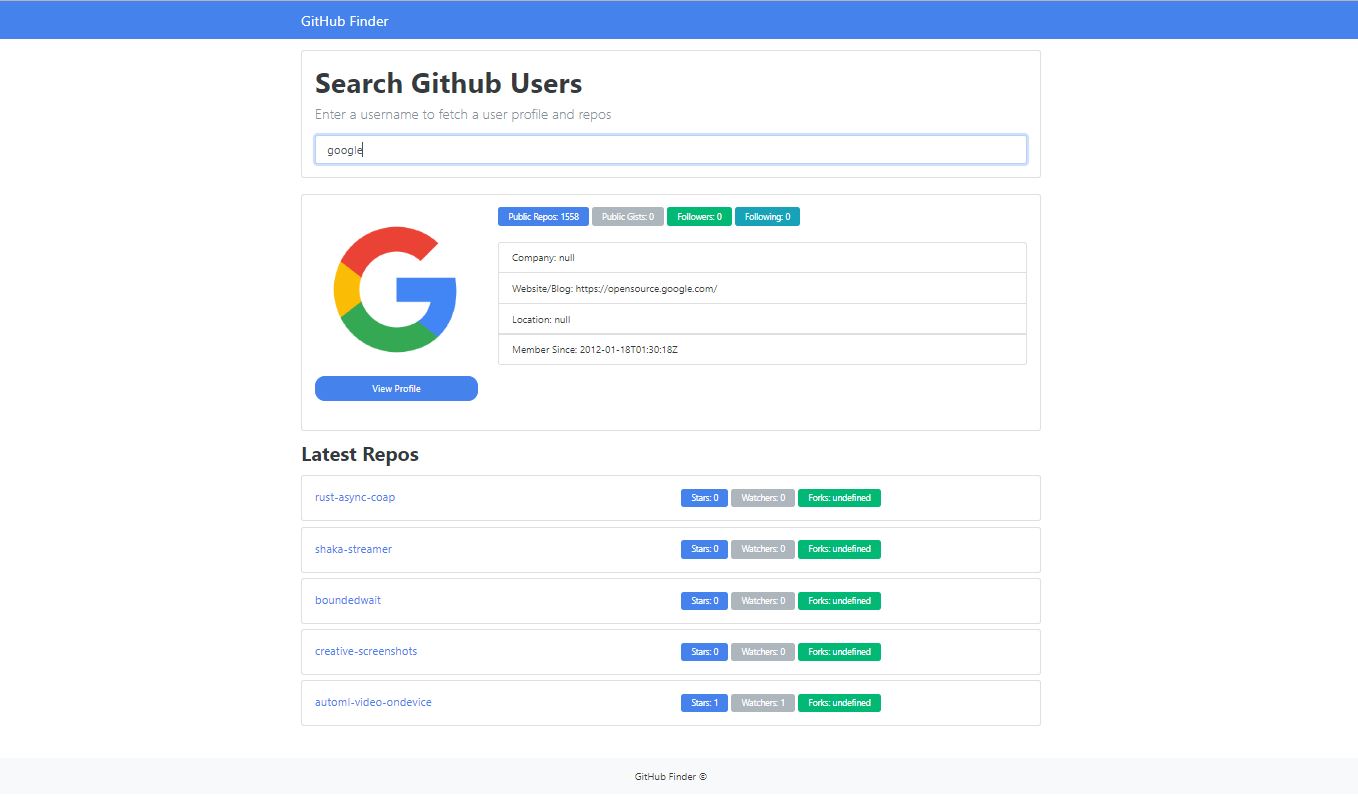 GitHub Finder
Search Github Users
Enter a username to fetch a user profile and repos
google
Public Repos: 1558 Public Gists: 0 Followers: 0 Following: 0
Company: null
Website/Blog: https://opensource.google.com/
Location: null
Member Since: 2012-01-18T01:30:18Z
View Profile
Latest Repos
rust-async-coap Stars: 0 Watchers: 0 Forks: undefined
shaka-streamer Stars: 0 Watchers: 0 Forks: undefined
boundedwait Stars: 0 Watchers: 0 Forks: undefined
creative-screenshots Stars: 0 Watchers: 0 Forks: undefined
automl-video-ondevice Stars: 1 Watchers: 1 Forks: undefined
GitHub Finder ©